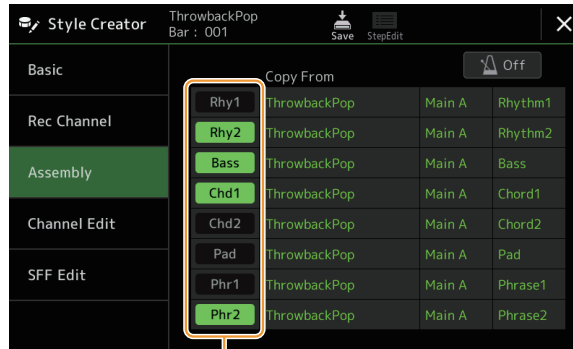 Style Creator
ThrowbackPop
Bar : 001
Save StepEdit
Basic
Rec Channel
Assembly
Channel Edit
SFF Edit
Copy From
Off
Rhy1 ThrowbackPop Main A Rhythm1
Rhy2 ThrowbackPop Main A Rhythm2
Bass ThrowbackPop Main A Bass
Chd1 ThrowbackPop Main A Chord1
Chd2 ThrowbackPop Main A Chord2
Pad ThrowbackPop Main A Pad
Phr1 ThrowbackPop Main A Phrase1
Phr2 ThrowbackPop Main A Phrase2